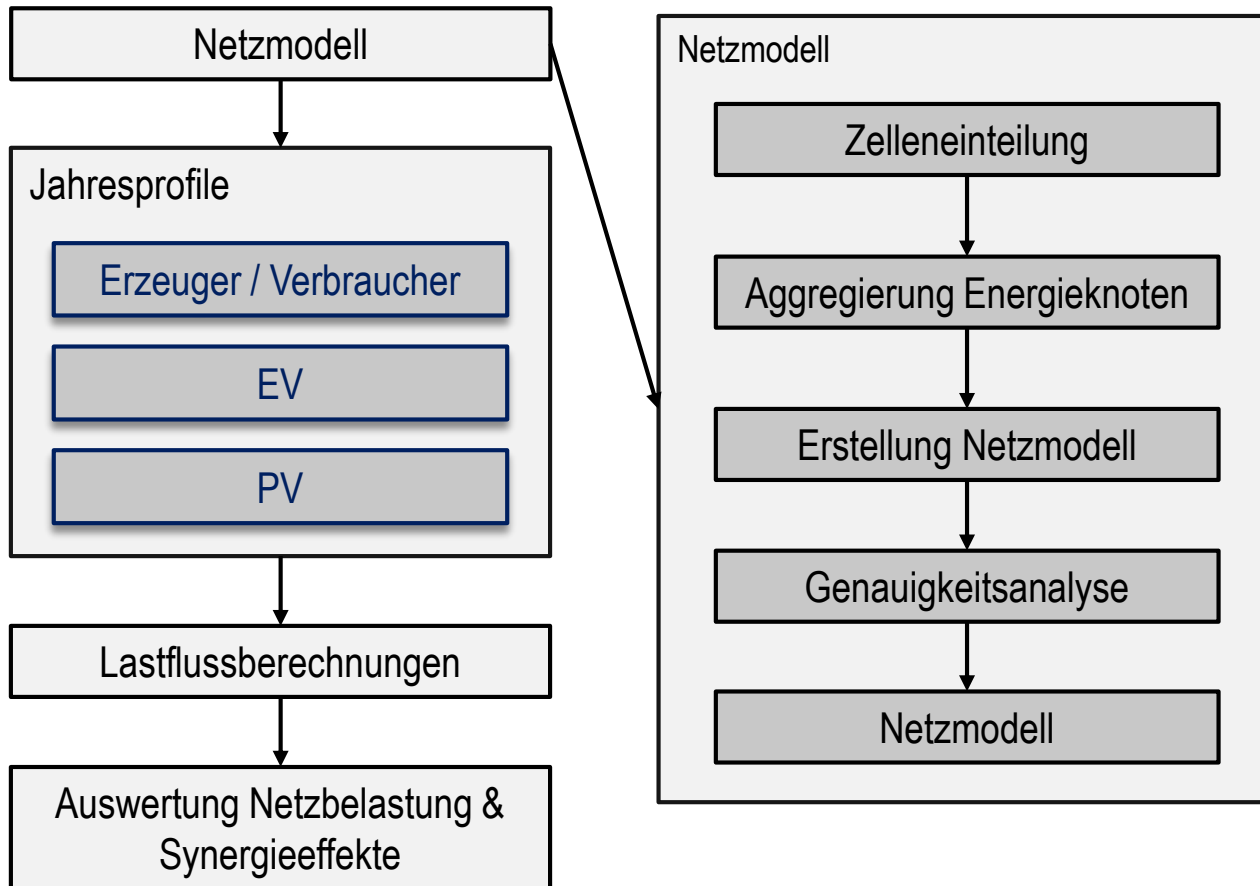 Netzmodell
Jahresprofile
Erzeuger / Verbraucher
EV
PV
Lastflussberechnungen
Auswertung Netzbelastung &
Synergieeffekte
Netzmodell
Zelleneinteilung
Aggregierung Energieknoten
Erstellung Netzmodell
Genauigkeitsanalyse
Netzmodell